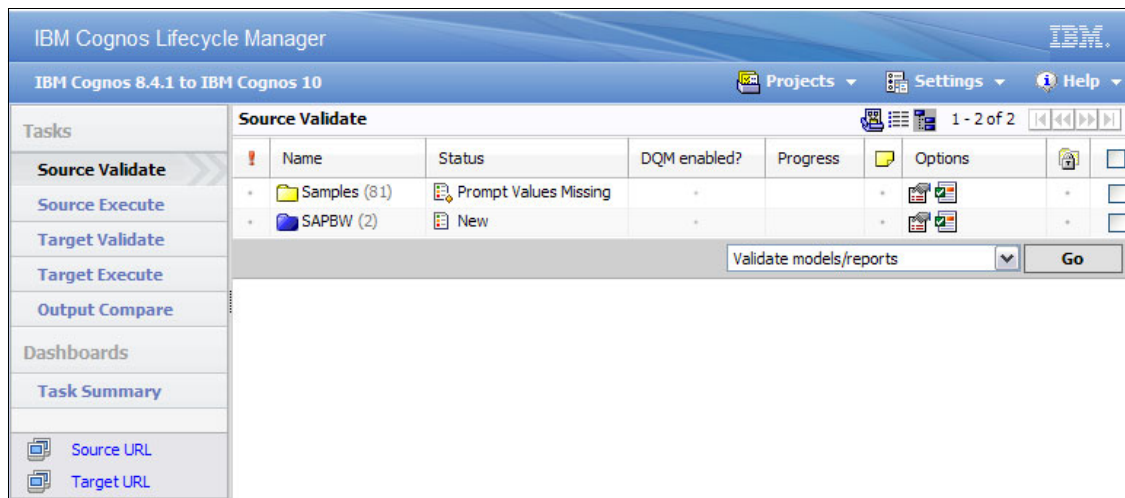 IBM Cognos Lifecycle Manager
IBM.
IBM Cognos 8.4.1 to IBM Cognos 10
Projects
Settings
Help
Tasks
Source Validate
Source Execute
Target Validate
Target Execute
Output Compare
Dashboards
Task Summary
Source URL
Target URL
Source Validate 1 - 2 of 2
! Name Status DQM enabled? Progress Options
Samples (81) Prompt Values Missing
SAPBW (2) New
Validate models/reports Go